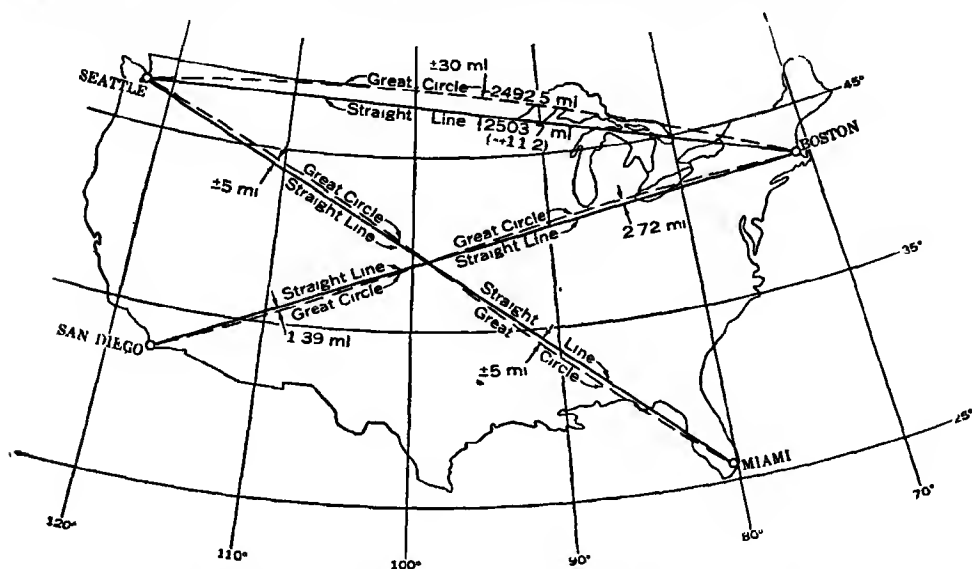 ±30 mi
SEATTLE
Great Circle 2492 5 mi
Straight Line 2503 7 mi
(+11 2)
45°
BOSTON
±5 mi
Great Circle
Straight Line
Great Circle
Straight Line
2 72 mi
35°
Straight Line
Great Circle
1 39 mi
SAN DIEGO
Straight Line
Great Circle
±5 mi
25°
MIAMI
70°
80°
90°
100°
110°
120°